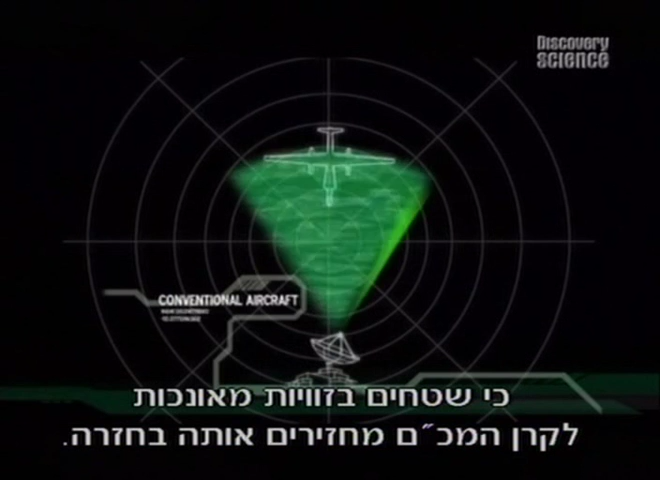 Discovery
science
CONVENTIONAL AIRCRAFT
כי שטחים בזוויות מאונכות
לקרן המכ״ם מחזירים אותה בחזרה.